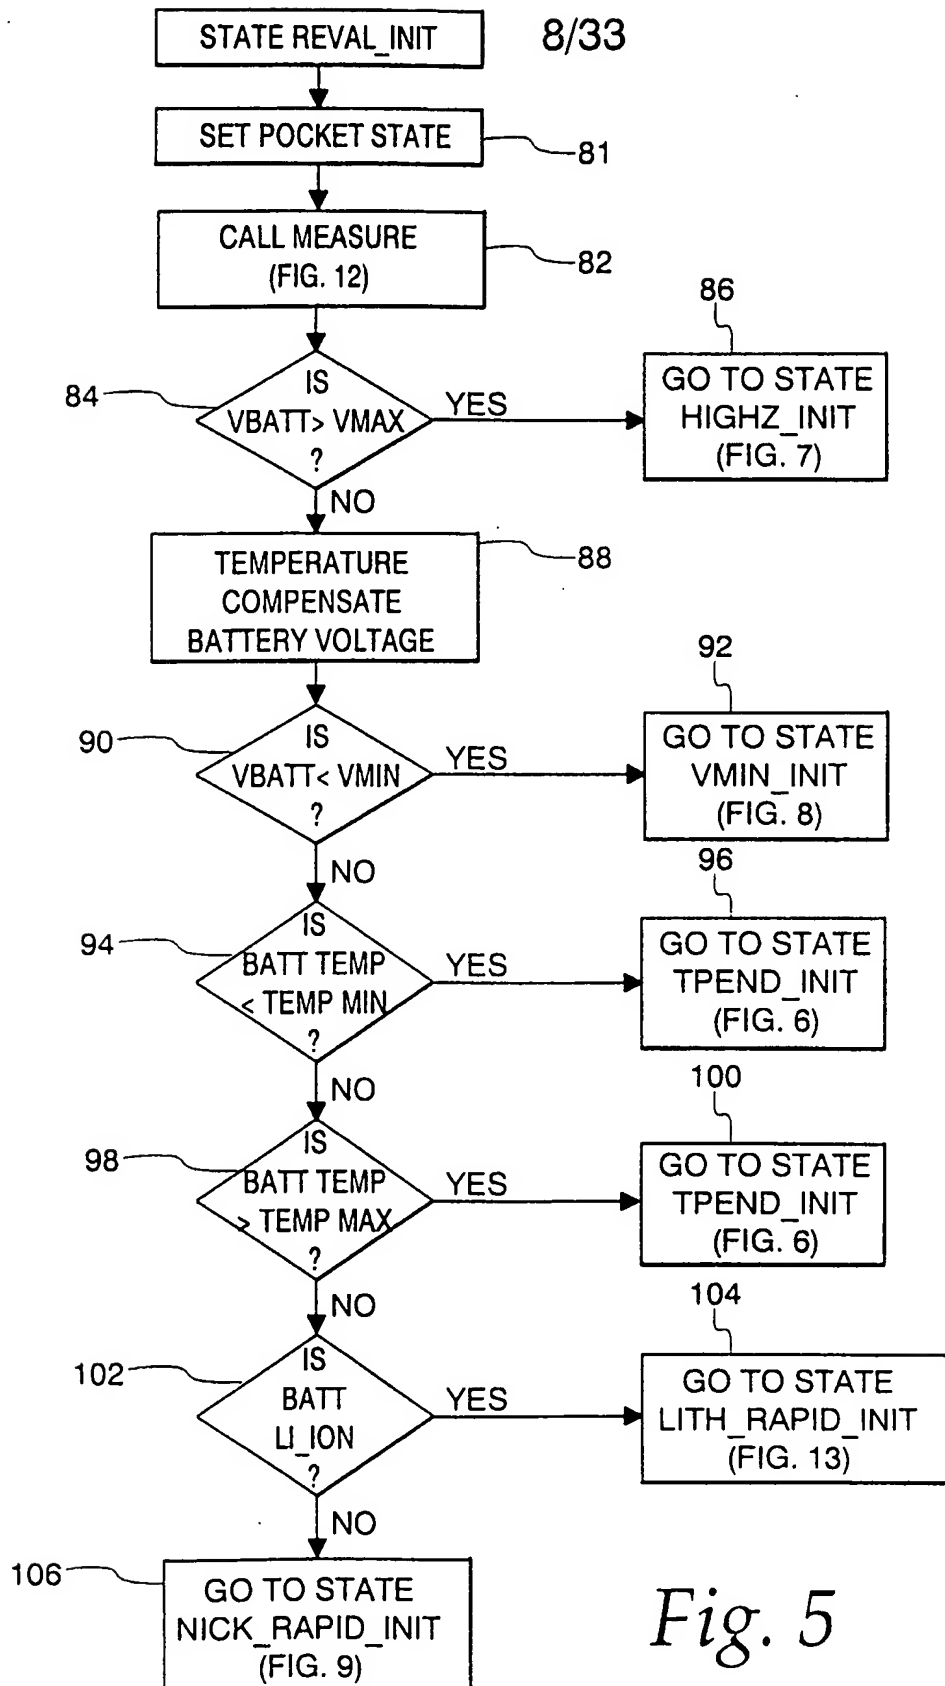 STATE REVAL_INIT
8/33
SET POCKET STATE
81
CALL MEASURE
(FIG. 12)
82
84
IS
VBATT> VMAX
?
YES
86
GO TO STATE
HIGHZ_INIT
(FIG. 7)
NO
TEMPERATURE
COMPENSATE
BATTERY VOLTAGE
88
90
IS
VBATT< VMIN
?
YES
92
GO TO STATE
VMIN_INIT
(FIG. 8)
NO
94
IS
BATT TEMP
< TEMP MIN
?
YES
96
GO TO STATE
TPEND_INIT
(FIG. 6)
NO
98
IS
BATT TEMP
> TEMP MAX
?
YES
100
GO TO STATE
TPEND_INIT
(FIG. 6)
NO
102
IS
BATT
LI_ION
?
YES
104
GO TO STATE
LITH_RAPID_INIT
(FIG. 13)
NO
106
GO TO STATE
NICK_RAPID_INIT
(FIG. 9)
Fig. 5